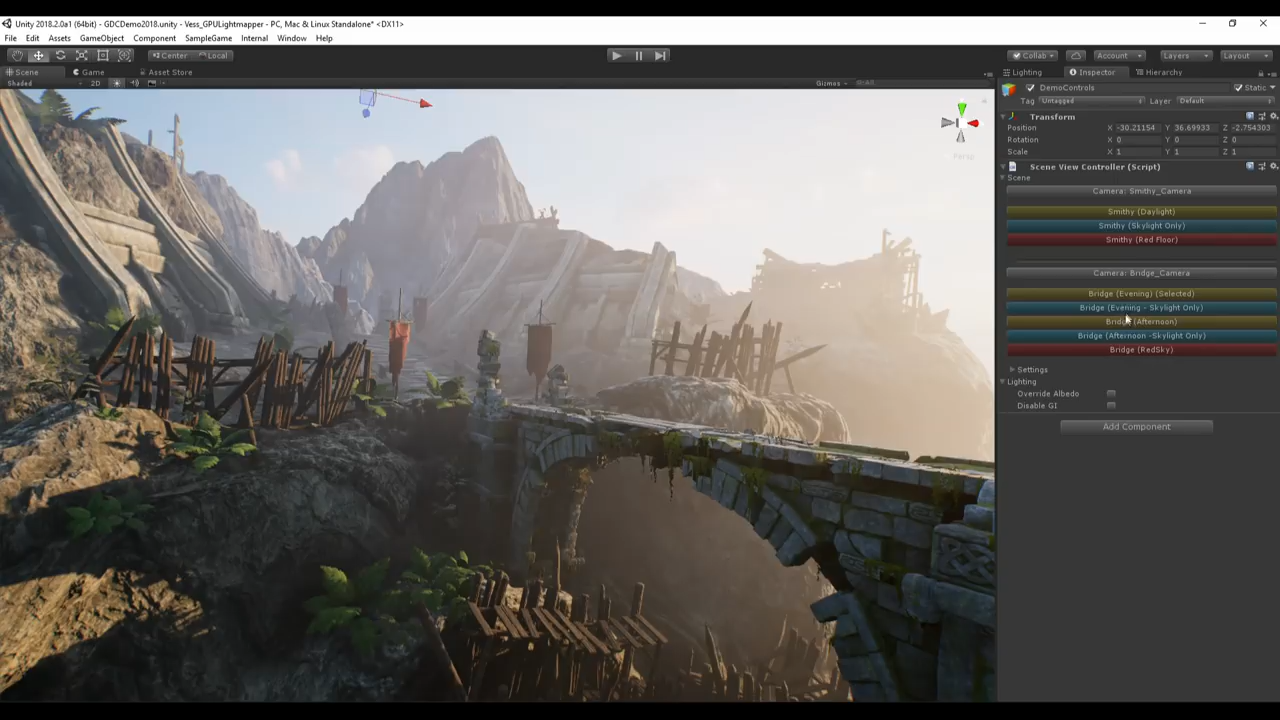 Unity 2018.2.0a1 (64bit) - GDCDemo2018.unity - Vess_GPULightmapper - PC, Mac & Linux Standalone* <DX11>
File Edit Assets GameObject Component SampleGame Internal Window Help
Center Local Collab Account Layers Layout
Scene Game Asset Store Lighting Inspector Hierarchy
Shaded 2D Gizmos
DemoControls Static
Tag Untagged Layer Default
Transform
Position X -30.21154 Y 36.69933 Z -2.754303
Rotation X 0 Y 0 Z 0
Scale X 1 Y 1 Z 1
Persp
Scene View Controller (Script)
Scene
Camera: Smithy_Camera
Smithy (Daylight)
Smithy (Skylight Only)
Smithy (Red Floor)
Camera: Bridge_Camera
Bridge (Evening) (Selected)
Bridge (Evening - Skylight Only)
Bridge (Afternoon)
Bridge (Afternoon -Skylight Only)
Bridge (RedSky)
Settings
Lighting
Override Albedo
Disable GI
Add Component